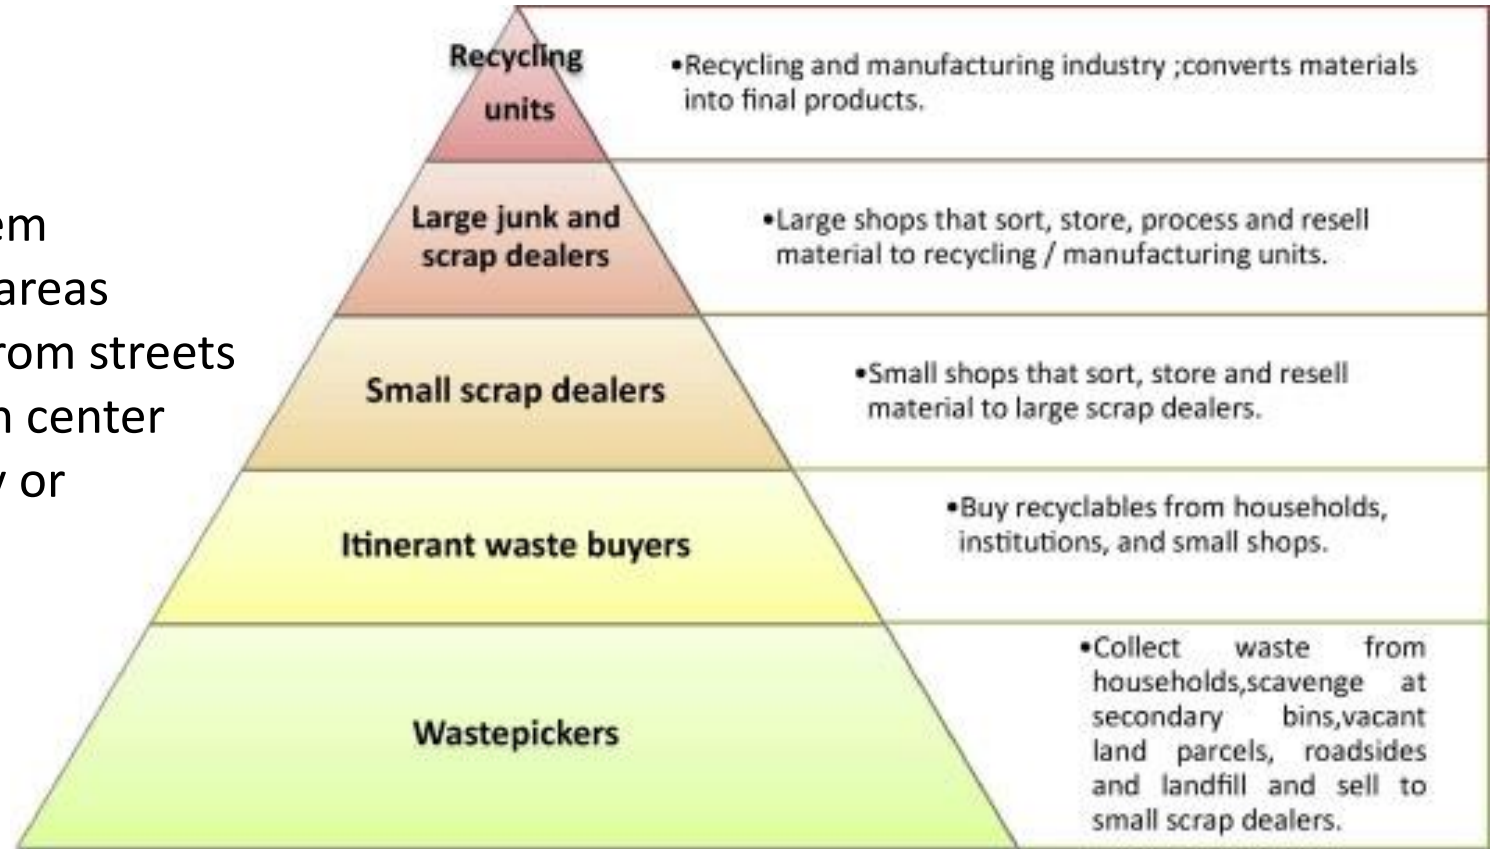 em
areas
rom streets
n center
y or
Recycling
units
•Recycling and manufacturing industry ;converts materials
into final products.
Large junk and
scrap dealers
•Large shops that sort, store, process and resell
material to recycling / manufacturing units.
Small scrap dealers
•Small shops that sort, store and resell
material to large scrap dealers.
Itinerant waste buyers
•Buy recyclables from households,
institutions, and small shops.
Wastepickers
•Collect waste from
households,scavenge at
secondary bins,vacant
land parcels, roadsides
and landfill and sell to
small scrap dealers.